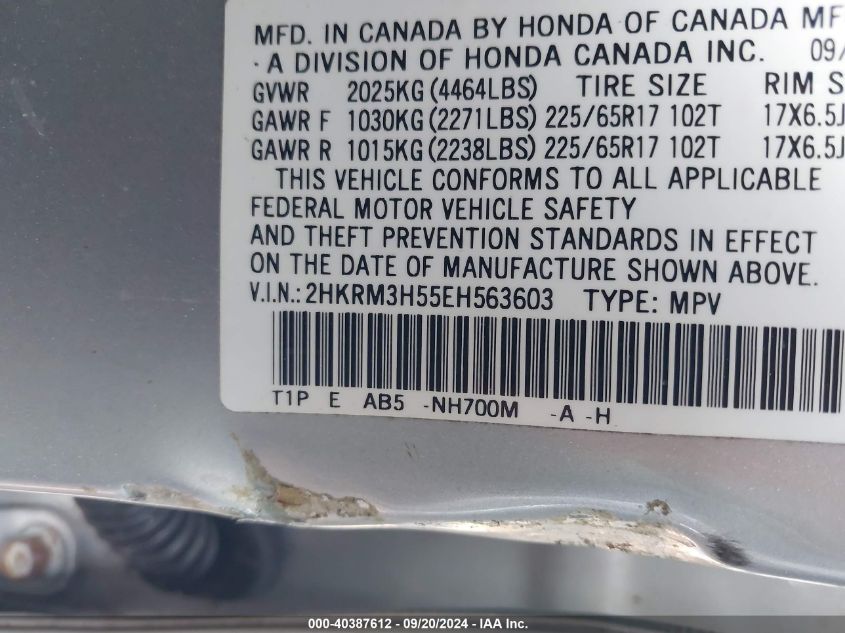 MFD. IN CANADA BY HONDA OF CANADA MF
A DIVISION OF HONDA CANADA INC. 09/
GVWR 2025KG (4464LBS) TIRE SIZE RIM S
GAWR F 1030KG (2271LBS) 225/65R17 102T 17X6.5J
GAWR R 1015KG (2238LBS) 225/65R17 102T 17X6.5J
THIS VEHICLE CONFORMS TO ALL APPLICABLE
FEDERAL MOTOR VEHICLE SAFETY
AND THEFT PREVENTION STANDARDS IN EFFECT
ON THE DATE OF MANUFACTURE SHOWN ABOVE.
V.I.N.: 2HKRM3H55EH563603 TYPE: MPV
T1P E AB5 -NH700M -A -H
000-40387612 - 09/20/2024 - IAA Inc.